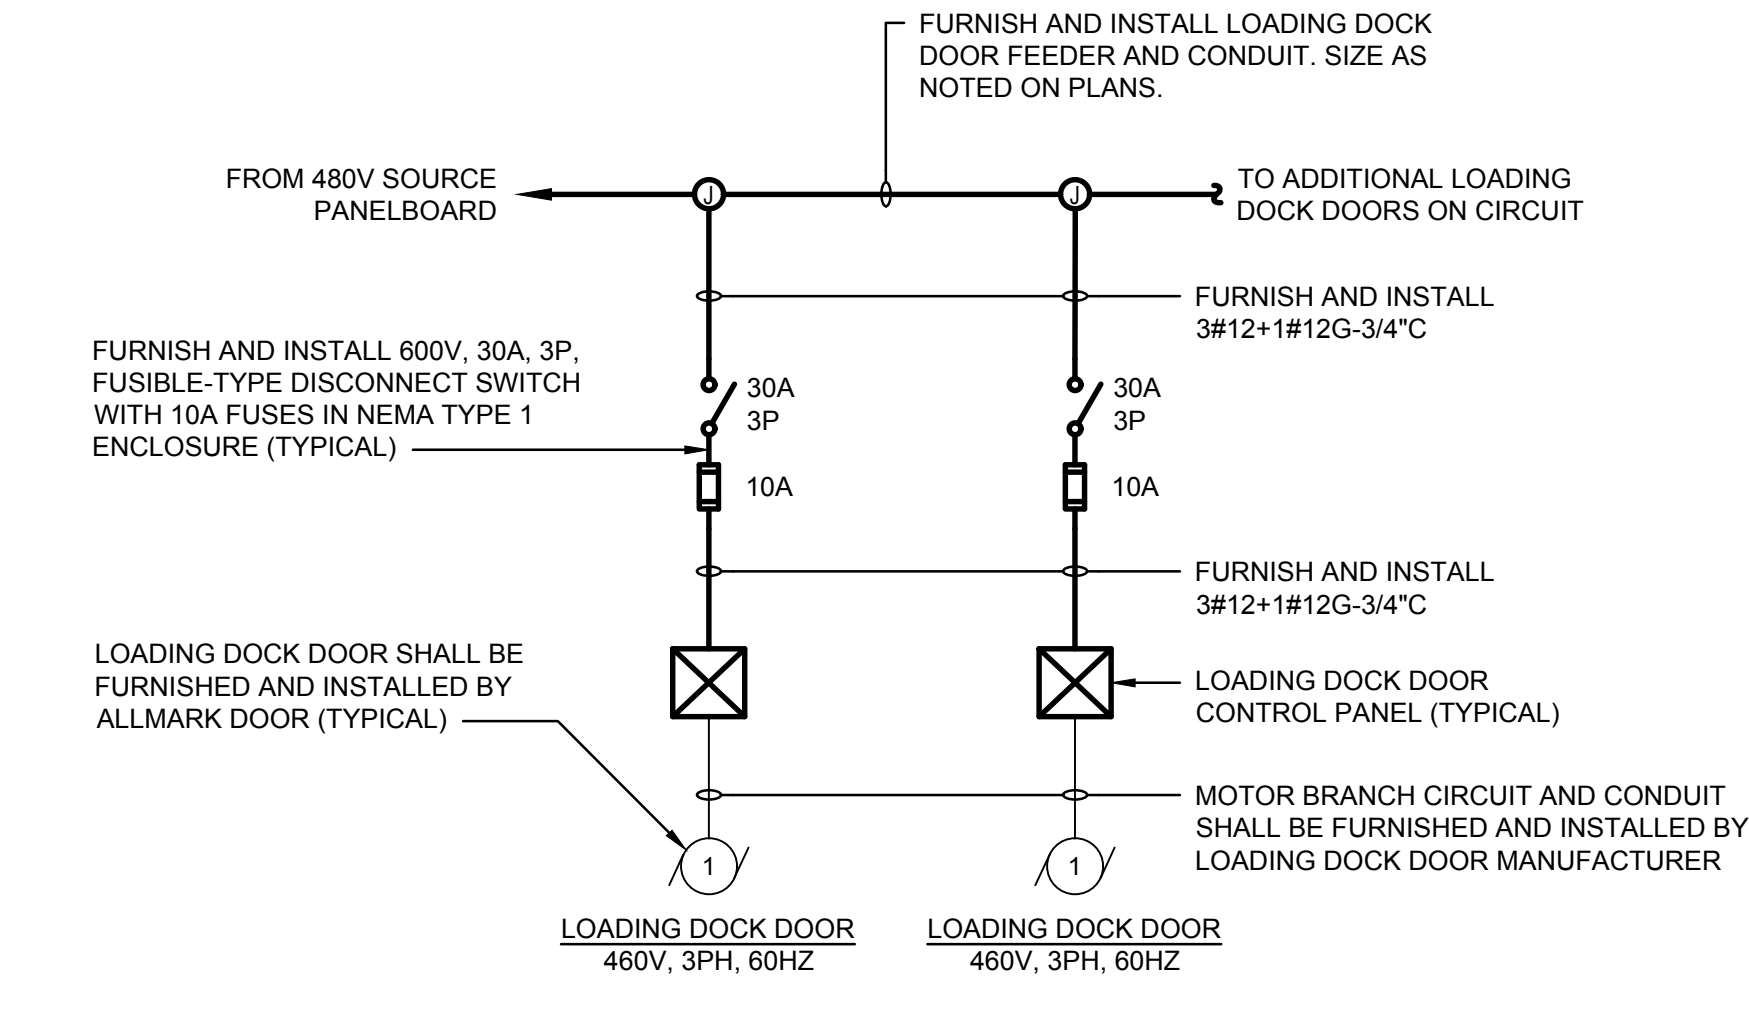 FURNISH AND INSTALL LOADING DOCK
DOOR FEEDER AND CONDUIT. SIZE AS
NOTED ON PLANS.
FROM 480V SOURCE
PANELBOARD
J
J
TO ADDITIONAL LOADING
DOCK DOORS ON CIRCUIT
FURNISH AND INSTALL
3#12+1#12G-3/4"C
FURNISH AND INSTALL 600V, 30A, 3P,
FUSIBLE-TYPE DISCONNECT SWITCH
WITH 10A FUSES IN NEMA TYPE 1
ENCLOSURE (TYPICAL)
30A
3P
10A
30A
3P
10A
FURNISH AND INSTALL
3#12+1#12G-3/4"C
LOADING DOCK DOOR SHALL BE
FURNISHED AND INSTALLED BY
ALLMARK DOOR (TYPICAL)
LOADING DOCK DOOR
CONTROL PANEL (TYPICAL)
MOTOR BRANCH CIRCUIT AND CONDUIT
SHALL BE FURNISHED AND INSTALLED BY
LOADING DOCK DOOR MANUFACTURER
1
1
LOADING DOCK DOOR
460V, 3PH, 60HZ
LOADING DOCK DOOR
460V, 3PH, 60HZ